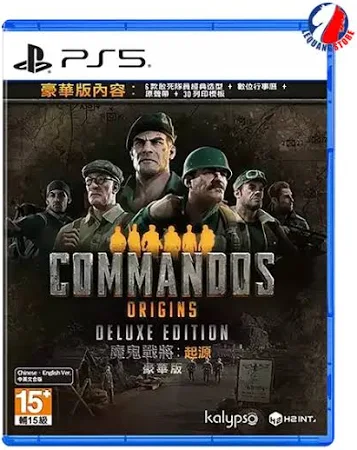 PS5
豪華版內容：
6款敢死隊員經典造型 + 數位行事曆 +
原聲帶 + 3D列印模板
COMMANDOS
ORIGINS
DELUXE EDITION
魔鬼戰將：起源
豪華版
Chinese - English Ver.
中英文合版
15+
輔15級
kalypso
H2INT.